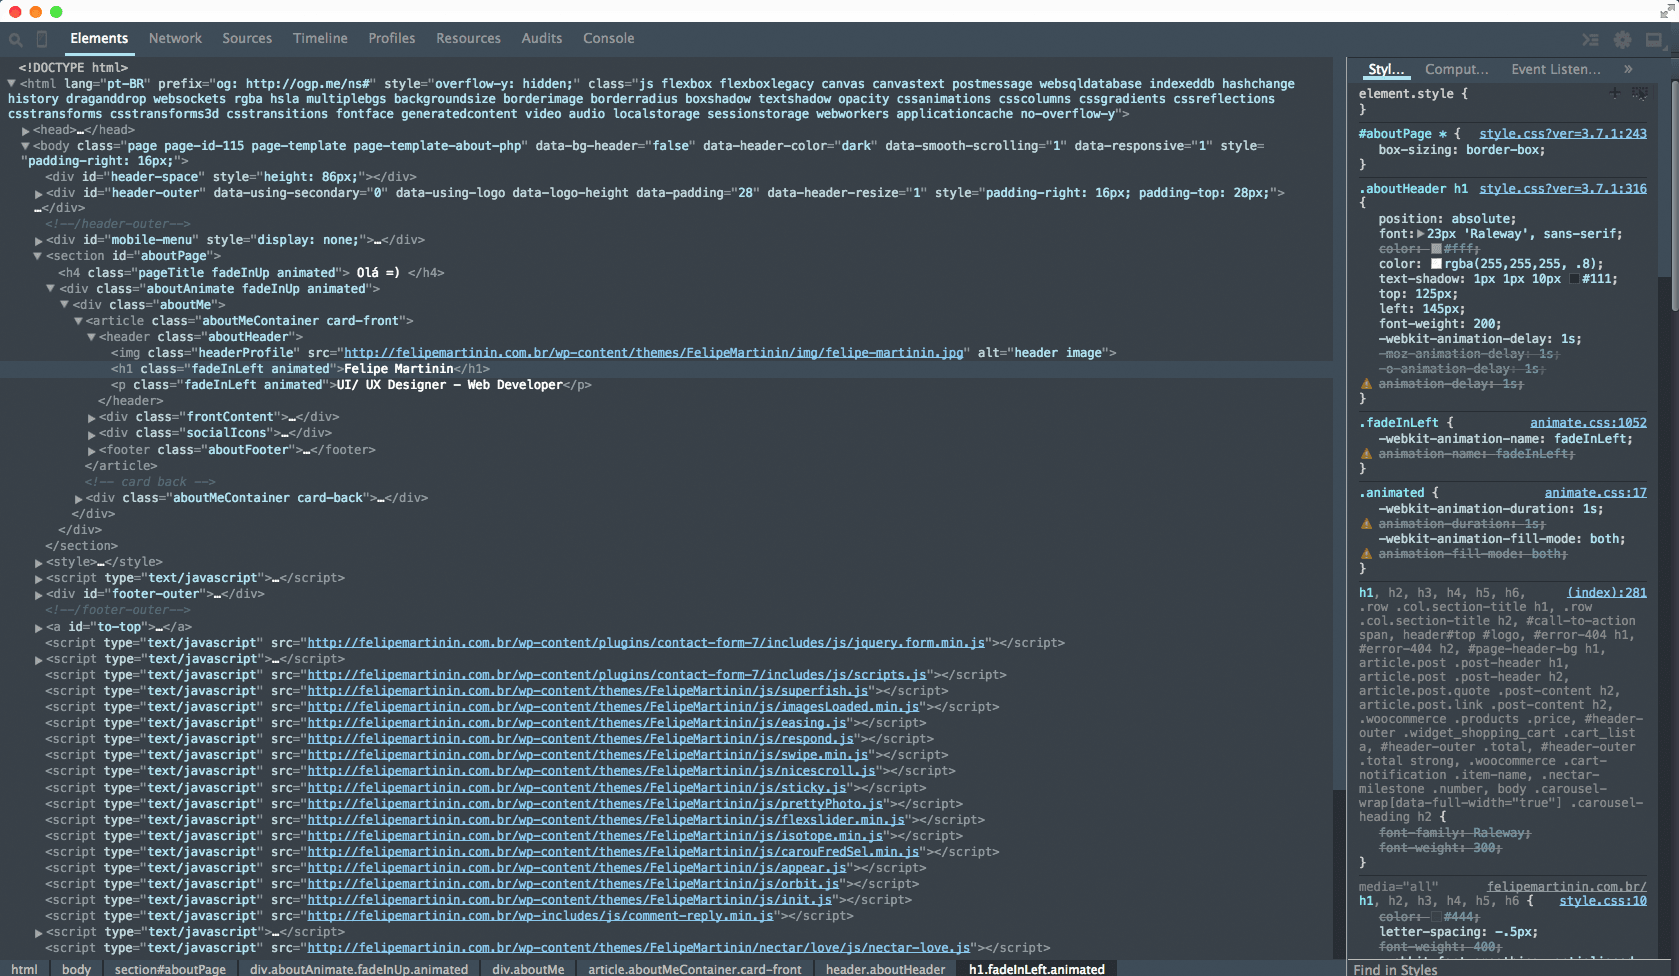 Elements Network Sources Timeline Profiles Resources Audits Console
<!DOCTYPE html>
<html lang="pt-BR" prefix="og: http://ogp.me/ns#" style="overflow-y: hidden;" class="js flexbox flexboxlegacy canvas canvastext postmessage websqldatabase indexeddb hashchange
history draganddrop websockets rgba hsla multiplebgs backgroundsize borderimage borderradius boxshadow textshadow opacity cssanimations csscolumns cssgradients cssreflections
csstransforms csstransforms3d csstransitions fontface generatedcontent video audio localstorage sessionstorage webworkers applicationcache no-overflow-y">
<head>…</head>
<body class="page page-id-115 page-template page-template-about-php" data-bg-header="false" data-header-color="dark" data-smooth-scrolling="1" data-responsive="1" style=
"padding-right: 16px;">
<div id="header-space" style="height: 86px;"></div>
<div id="header-outer" data-using-secondary="0" data-using-logo data-logo-height data-padding="28" data-header-resize="1" style="padding-right: 16px; padding-top: 28px;">
…</div>
<!--/header-outer-->
<div id="mobile-menu" style="display: none;">…</div>
<section id="aboutPage">
<h4 class="pageTitle fadeInUp animated"> Olá =) </h4>
<div class="aboutAnimate fadeInUp animated">
<div class="aboutMe">
<article class="aboutMeContainer card-front">
<header class="aboutHeader">
<img class="headerProfile" src="http://felipemartinin.com.br/wp-content/themes/FelipeMartinin/img/felipe-martinin.jpg" alt="header image">
<h1 class="fadeInLeft animated">Felipe Martinin</h1>
<p class="fadeInLeft animated">UI/ UX Designer – Web Developer</p>
</header>
<div class="frontContent">…</div>
<div class="socialIcons">…</div>
<footer class="aboutFooter">…</footer>
</article>
<!-- card back -->
<div class="aboutMeContainer card-back">…</div>
</div>
</div>
</section>
<style>…</style>
<script type="text/javascript">…</script>
<div id="footer-outer">…</div>
<!--/footer-outer-->
<a id="to-top">…</a>
<script type="text/javascript" src="http://felipemartinin.com.br/wp-content/plugins/contact-form-7/includes/js/jquery.form.min.js"></script>
<script type="text/javascript">…</script>
<script type="text/javascript" src="http://felipemartinin.com.br/wp-content/plugins/contact-form-7/includes/js/scripts.js"></script>
<script type="text/javascript" src="http://felipemartinin.com.br/wp-content/themes/FelipeMartinin/js/superfish.js"></script>
<script type="text/javascript" src="http://felipemartinin.com.br/wp-content/themes/FelipeMartinin/js/imagesLoaded.min.js"></script>
<script type="text/javascript" src="http://felipemartinin.com.br/wp-content/themes/FelipeMartinin/js/easing.js"></script>
<script type="text/javascript" src="http://felipemartinin.com.br/wp-content/themes/FelipeMartinin/js/respond.js"></script>
<script type="text/javascript" src="http://felipemartinin.com.br/wp-content/themes/FelipeMartinin/js/swipe.min.js"></script>
<script type="text/javascript" src="http://felipemartinin.com.br/wp-content/themes/FelipeMartinin/js/nicescroll.js"></script>
<script type="text/javascript" src="http://felipemartinin.com.br/wp-content/themes/FelipeMartinin/js/sticky.js"></script>
<script type="text/javascript" src="http://felipemartinin.com.br/wp-content/themes/FelipeMartinin/js/prettyPhoto.js"></script>
<script type="text/javascript" src="http://felipemartinin.com.br/wp-content/themes/FelipeMartinin/js/flexslider.min.js"></script>
<script type="text/javascript" src="http://felipemartinin.com.br/wp-content/themes/FelipeMartinin/js/isotope.min.js"></script>
<script type="text/javascript" src="http://felipemartinin.com.br/wp-content/themes/FelipeMartinin/js/carouFredSel.min.js"></script>
<script type="text/javascript" src="http://felipemartinin.com.br/wp-content/themes/FelipeMartinin/js/appear.js"></script>
<script type="text/javascript" src="http://felipemartinin.com.br/wp-content/themes/FelipeMartinin/js/orbit.js"></script>
<script type="text/javascript" src="http://felipemartinin.com.br/wp-content/themes/FelipeMartinin/js/init.js"></script>
<script type="text/javascript" src="http://felipemartinin.com.br/wp-includes/js/comment-reply.min.js"></script>
<script type="text/javascript">…</script>
<script type="text/javascript" src="http://felipemartinin.com.br/wp-content/themes/FelipeMartinin/nectar/love/js/nectar-love.js"></script>
html body section#aboutPage div.aboutAnimate.fadeInUp.animated div.aboutMe article.aboutMeContainer.card-front header.aboutHeader h1.fadeInLeft.animated
Styl… Comput… Event Listen… »
element.style {
}
#aboutPage * { style.css?ver=3.7.1:243
box-sizing: border-box;
}
.aboutHeader h1 style.css?ver=3.7.1:316
{
position: absolute;
font: 23px 'Raleway', sans-serif;
color: #fff;
color: rgba(255,255,255, .8);
text-shadow: 1px 1px 10px #111;
top: 125px;
left: 145px;
font-weight: 200;
-webkit-animation-delay: 1s;
-moz-animation-delay: 1s;
-o-animation-delay: 1s;
animation-delay: 1s;
}
.fadeInLeft { animate.css:1052
-webkit-animation-name: fadeInLeft;
animation-name: fadeInLeft;
}
.animated { animate.css:17
-webkit-animation-duration: 1s;
animation-duration: 1s;
-webkit-animation-fill-mode: both;
animation-fill-mode: both;
}
h1, h2, h3, h4, h5, h6, (index):281
.row .col.section-title h1, .row
.col.section-title h2, #call-to-action
span, header#top #logo, #error-404 h1,
#error-404 h2, #page-header-bg h1,
article.post .post-header h1,
article.post .post-header h2,
article.post.quote .post-content h2,
article.post.link .post-content h2,
.woocommerce .products .price, #header-
outer .widget_shopping_cart .cart_list
a, #header-outer .total, #header-outer
.total strong, .woocommerce .cart-
notification .item-name, .nectar-
milestone .number, body .carousel-
wrap[data-full-width="true"] .carousel-
heading h2 {
font-family: Raleway;
font-weight: 300;
}
media="all" felipemartinin.com.br/
h1, h2, h3, h4, h5, h6 { style.css:10
color: #444;
letter-spacing: -.5px;
font-weight: 400;
Find in Styles